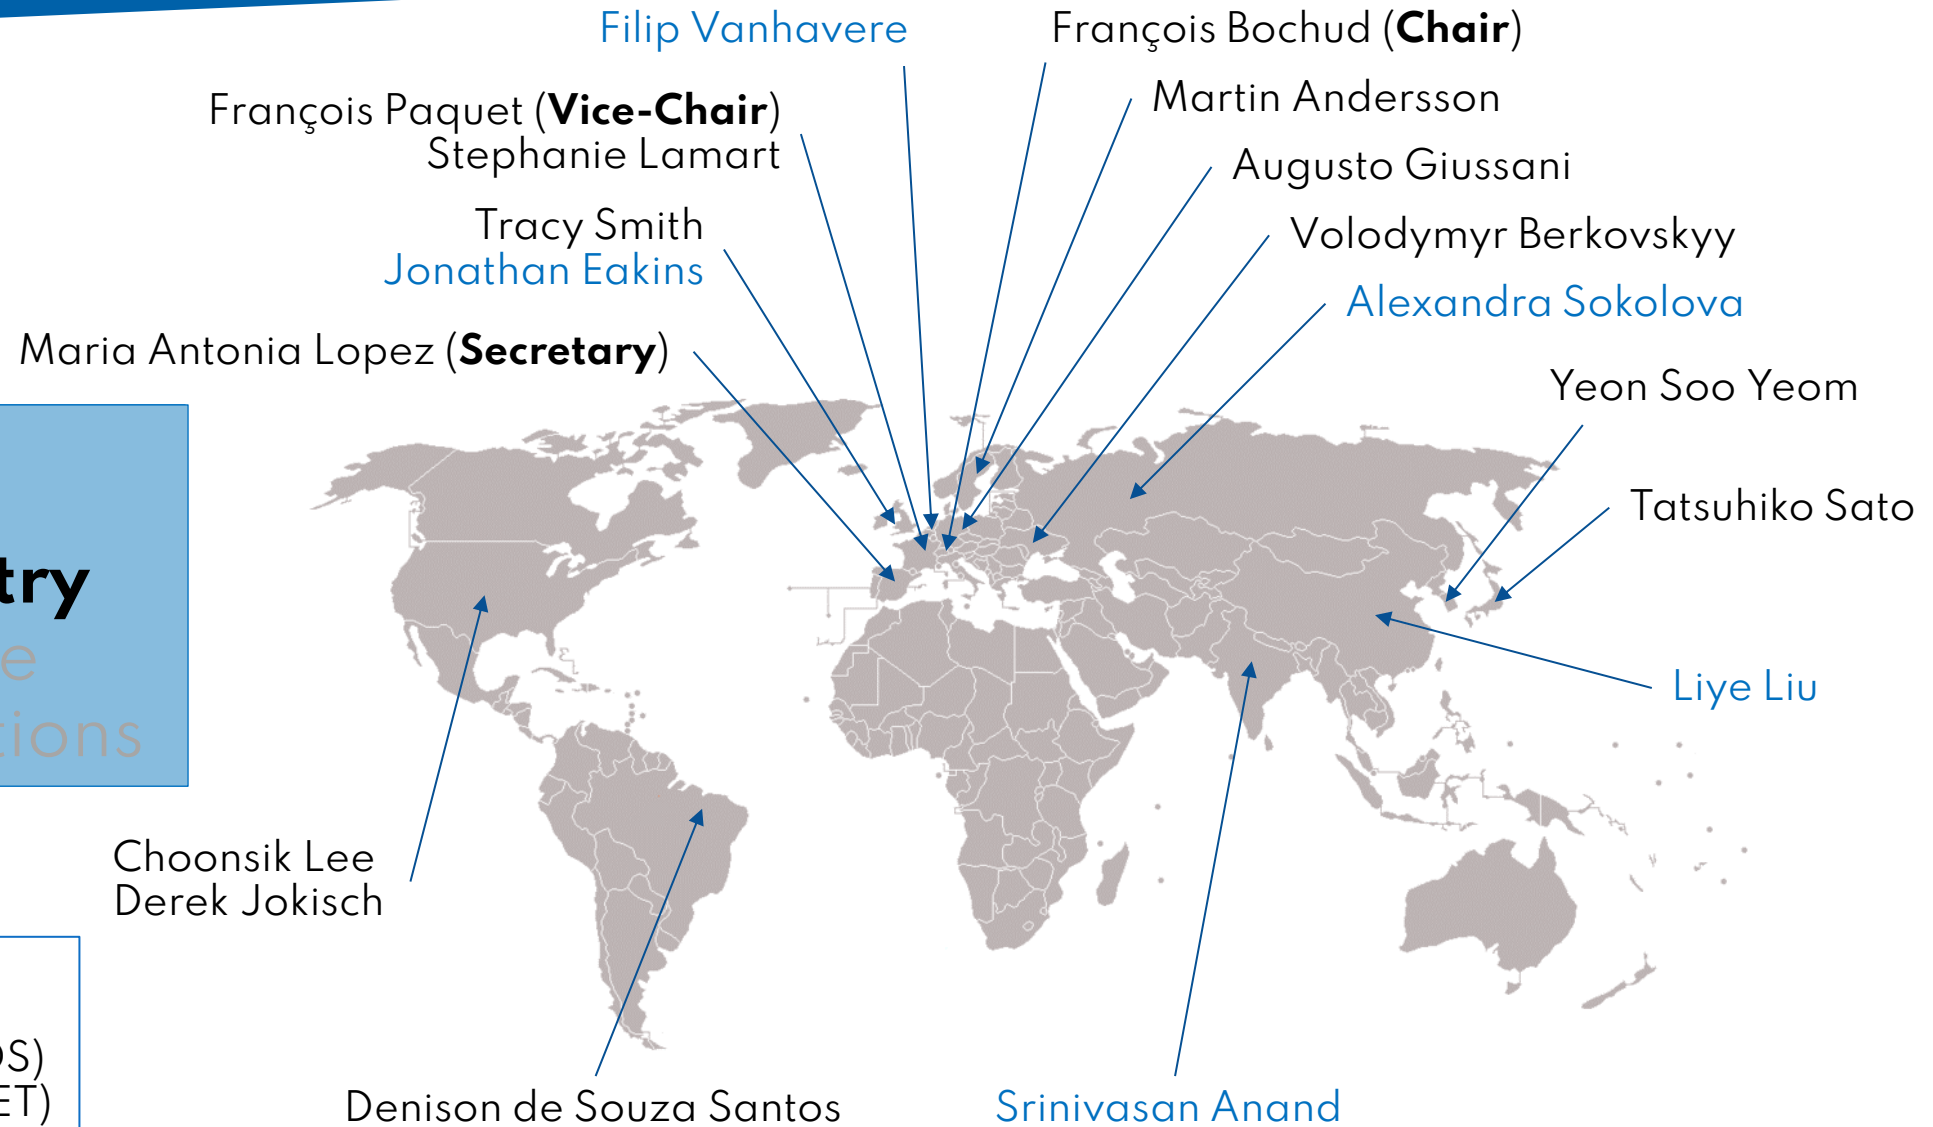 Filip Vanhavere
François Bochud (Chair)
François Paquet (Vice-Chair)
Stephanie Lamart
Martin Andersson
Augusto Giussani
Tracy Smith
Jonathan Eakins
Volodymyr Berkovskyy
Alexandra Sokolova
Maria Antonia Lopez (Secretary)
Yeon Soo Yeom
Tatsuhiko Sato
try
e
tions
Liye Liu
Choonsik Lee
Derek Jokisch
S)
ET)
Denison de Souza Santos
Srinivasan Anand